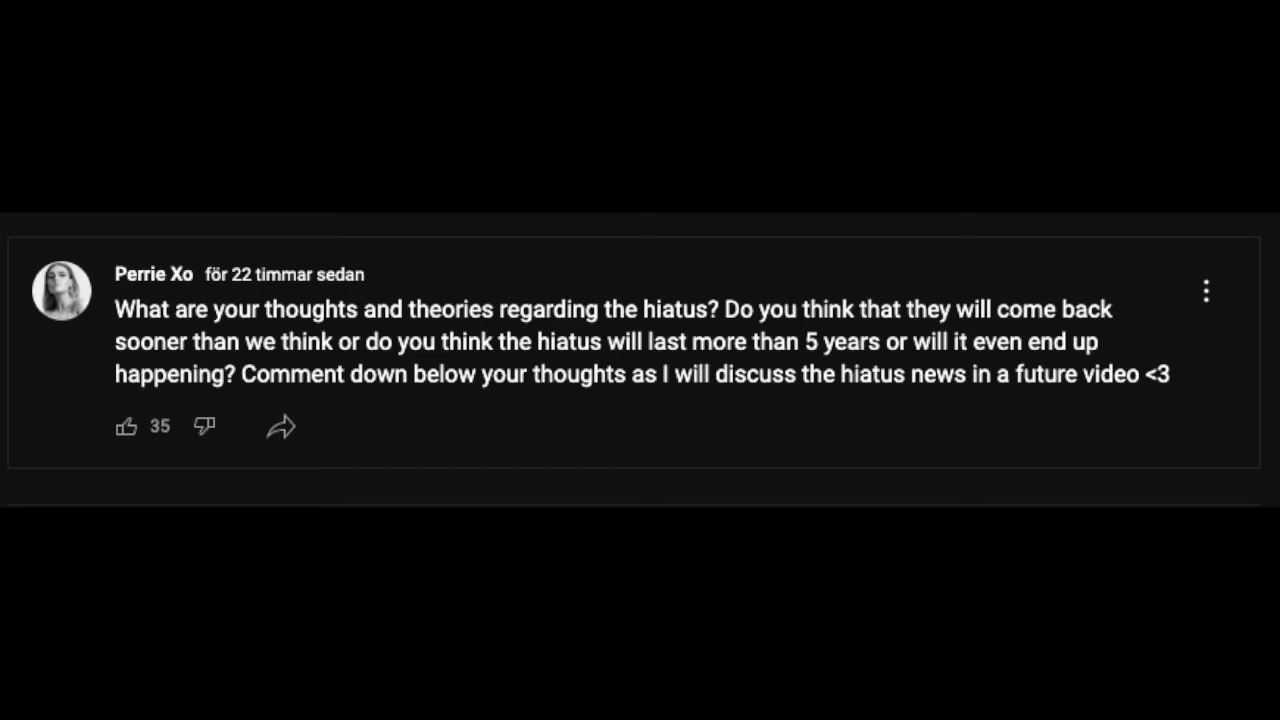 Perrie Xo för 22 timmar sedan
What are your thoughts and theories regarding the hiatus? Do you think that they will come back
sooner than we think or do you think the hiatus will last more than 5 years or will it even end up
happening? Comment down below your thoughts as I will discuss the hiatus news in a future video <3
35